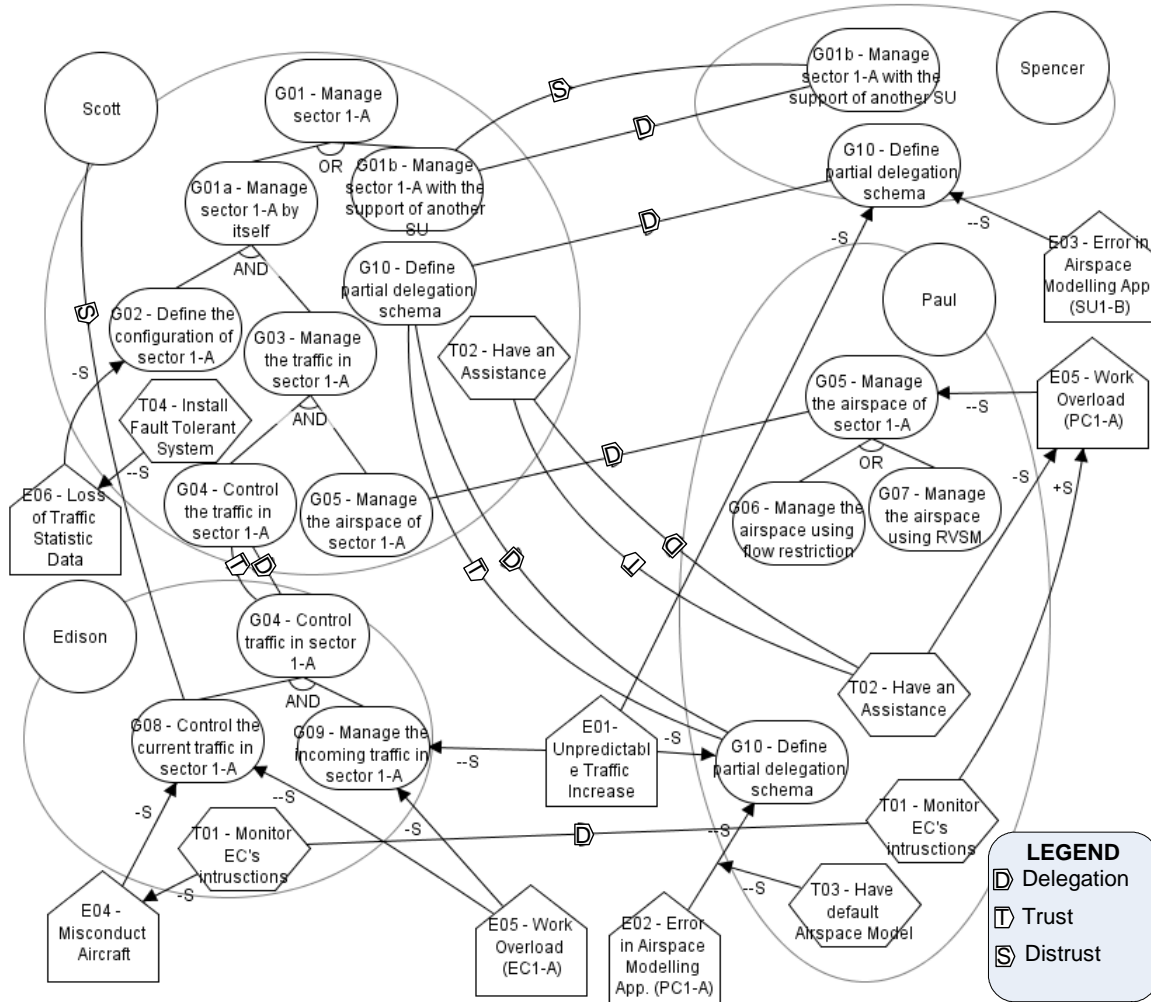 Scott
G01 - Manage
sector 1-A
OR
G01a - Manage
sector 1-A by
itself
G01b - Manage
sector 1-A with the
support of another
SU
AND
G10 - Define
partial delegation
schema
G02 - Define the
configuration of
sector 1-A
G03 - Manage
the traffic in
sector 1-A
T02 - Have an
Assistance
-S
T04 - Install
Fault Tolerant
System
AND
--S
E06 - Loss
of Traffic
Statistic
Data
G04 - Control
the traffic in
sector 1-A
G05 - Manage
the airspace of
sector 1-A
S
S
D
D
D
T
D
T
D
T
D
D
G01b - Manage
sector 1-A with the
support of another SU
Spencer
G10 - Define
partial delegation
schema
-S
--S
E03 - Error in
Airspace
Modelling App.
(SU1-B)
Paul
G05 - Manage
the airspace of
sector 1-A
--S
E05 - Work
Overload
(PC1-A)
OR
G06 - Manage the
airspace using
flow restriction
G07 - Manage
the airspace
using RVSM
-S
+S
T02 - Have an
Assistance
Edison
G04 - Control
traffic in sector
1-A
AND
G08 - Control the
current traffic in
sector 1-A
G09 - Manage the
incoming traffic in
sector 1-A
--S
E01-
Unpredictabl
e Traffic
Increase
-S
G10 - Define
partial delegation
schema
-S
--S
-S
T01 - Monitor
EC's
intrusctions
--S
T01 - Monitor
EC's
intrusctions
-S
E04 -
Misconduct
Aircraft
E05 - Work
Overload
(EC1-A)
E02 - Error
in Airspace
Modelling
App. (PC1-A)
--S
T03 - Have
default
Airspace Model
LEGEND
D Delegation
T Trust
S Distrust